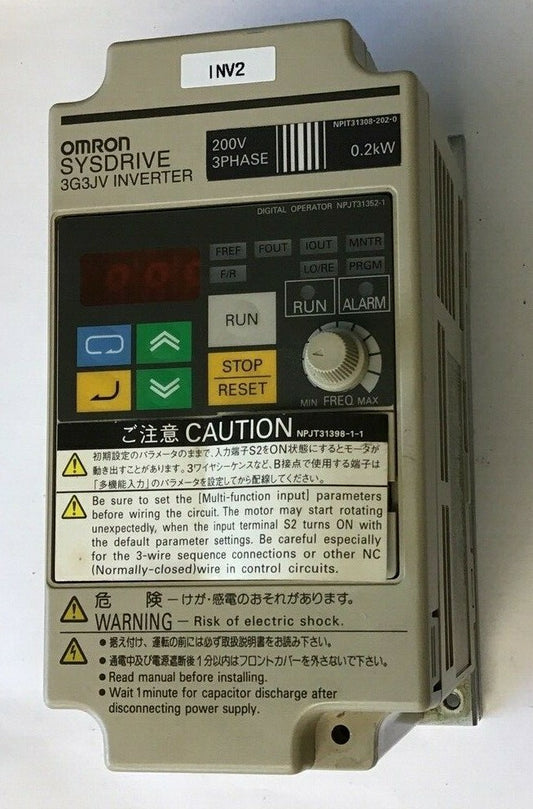 INV2
NPIT31308-202-0
OMRON
SYSDRIVE
3G3JV INVERTER
200V
3PHASE
0.2kW
DIGITAL OPERATOR NPJT31352-1
FREF FOUT IOUT MNTR
F/R LO/RE PRGM
RUN ALARM
RUN
STOP
RESET
MIN FREQ MAX
ご注意 CAUTION NPJT31398-1-1
初期設定のパラメータのままで、入力端子S2をON状態にするとモータが
動き出すことがあります。3ワイヤシーケンスなど、B接点で使用する端子は
「多機能入力」のパラメータを設定してから配線してください。
Be sure to set the [Multi-function input] parameters
before wiring the circuit. The motor may start rotating
unexpectedly, when the input terminal S2 turns ON with
the default parameter settings. Be careful especially
for the 3-wire sequence connections or other NC
(Normally-closed)wire in control circuits.
危 険 ―けが・感電のおそれがあります。
WARNING ― Risk of electric shock.
● 据え付け、運転の前には必ず取扱説明書をお読み下さい。
● 通電中及び電源遮断後1分以内はフロントカバーを外さないで下さい。
● Read manual before installing.
● Wait 1minute for capacitor discharge after
disconnecting power supply.